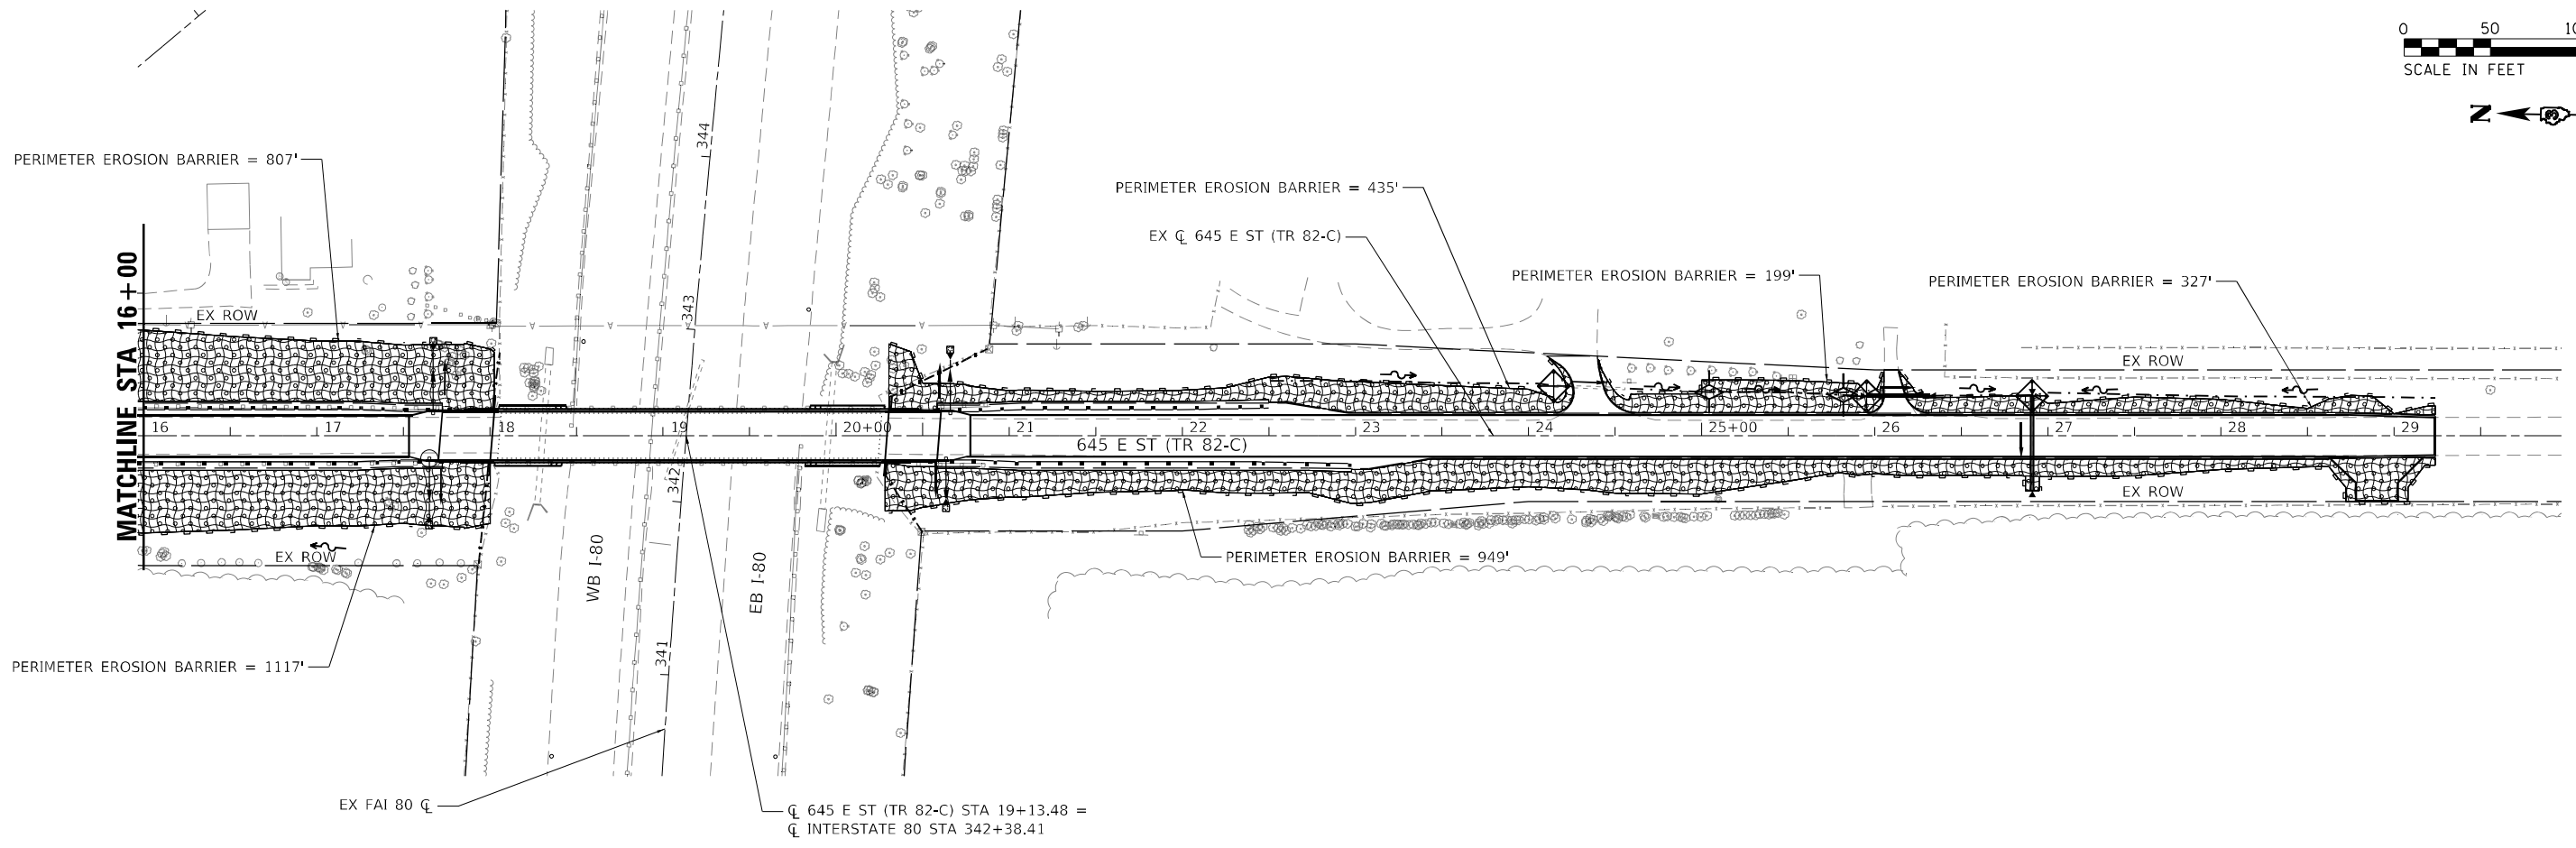 0 50 10
SCALE IN FEET
N
3
344
PERIMETER EROSION BARRIER = 807'
PERIMETER EROSION BARRIER = 435'
EX ℄ 645 E ST (TR 82-C)
PERIMETER EROSION BARRIER = 199'
PERIMETER EROSION BARRIER = 327'
MATCHLINE STA 16+00
EX ROW
343
EX ROW
16 17 18 19 20+00 21 22 23 24 25+00 26 27 28 29
645 E ST (TR 82-C)
342
EX ROW
EX ROW
PERIMETER EROSION BARRIER = 949'
WB I-80
EB I-80
341
PERIMETER EROSION BARRIER = 1117'
EX FAI 80 ℄
℄ 645 E ST (TR 82-C) STA 19+13.48 =
℄ INTERSTATE 80 STA 342+38.41